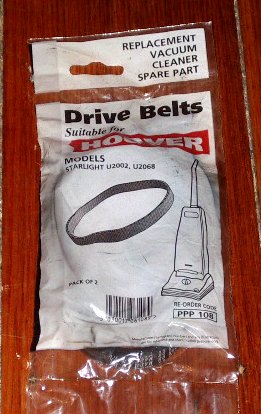 REPLACEMENT
VACUUM
CLEANER
SPARE PART
Drive Belts
Suitable for
HOOVER
MODELS
STARLIGHT U2002, U2068
PACK OF 2
RE-ORDER CODE
PPP 108